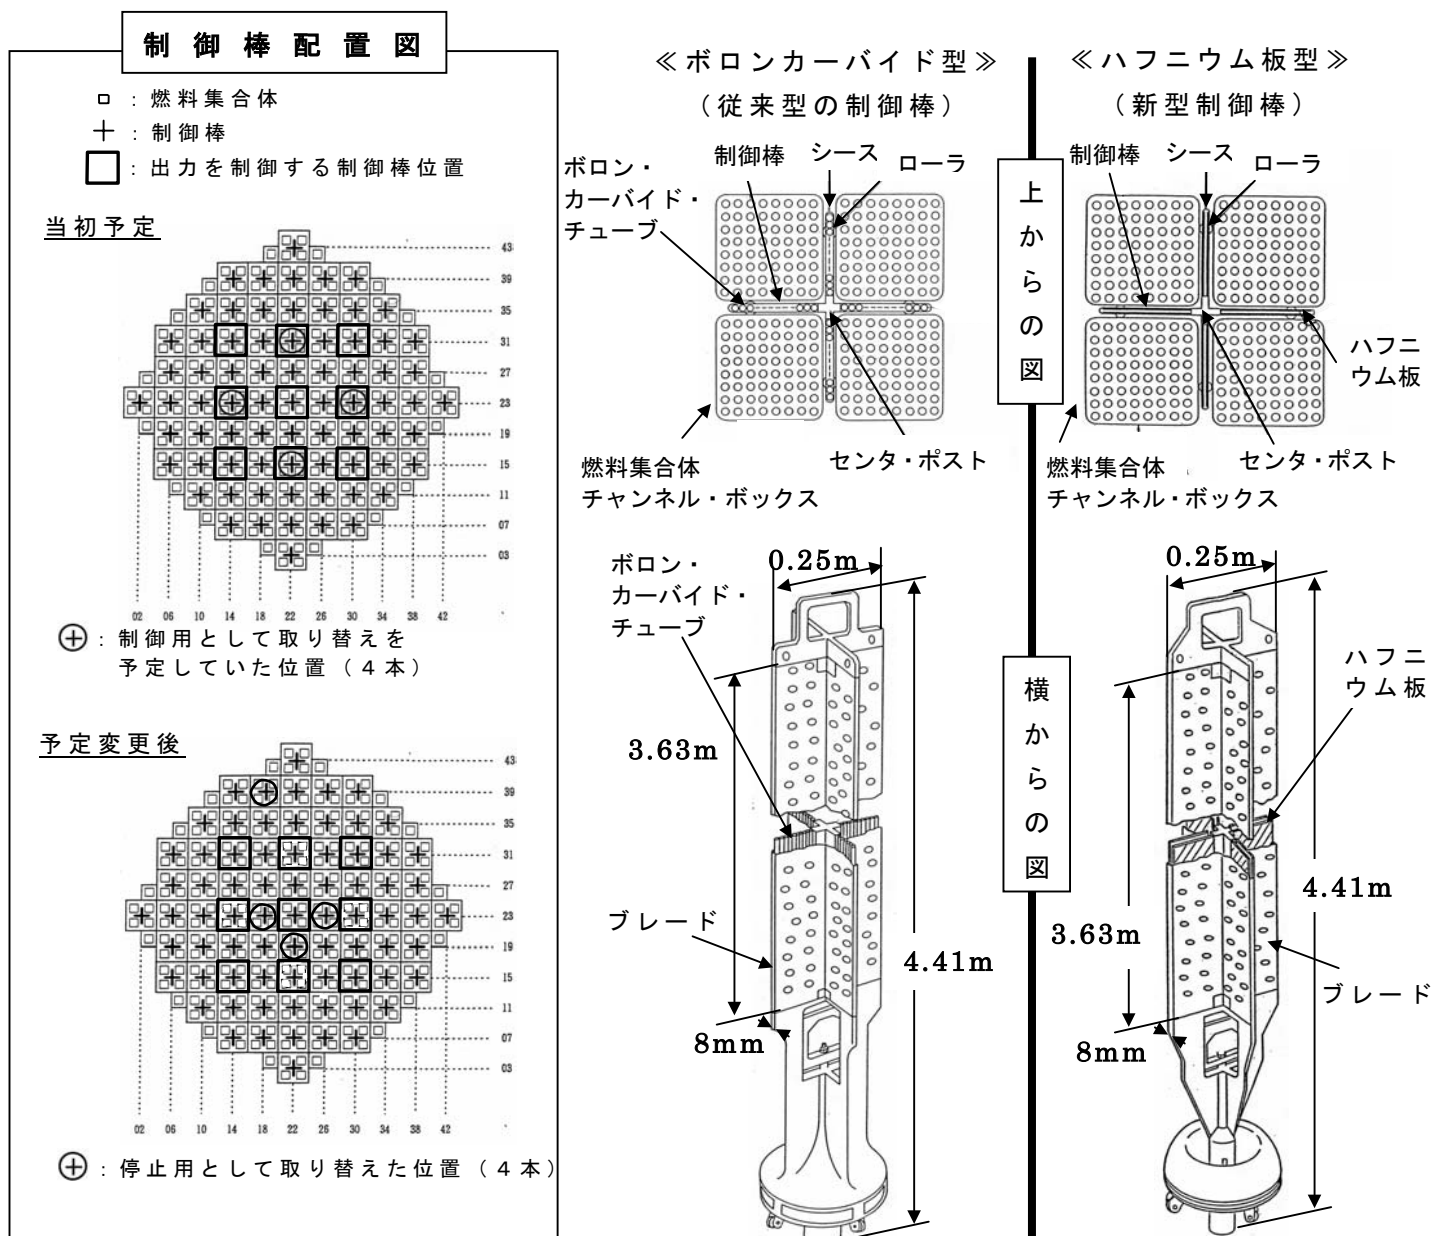 制御棒配置図
□ : 燃料集合体
＋ : 制御棒
□ : 出力を制御する制御棒位置
当初予定
43
39
35
31
27
23
19
15
11
07
03
02 06 10 14 18 22 26 30 34 38 42
⊕ : 制御用として取り替えを
予定していた位置（４本）
予定変更後
43
39
35
31
27
23
19
15
11
07
03
02 06 10 14 18 22 26 30 34 38 42
⊕ : 停止用として取り替えた位置（４本）
≪ボロンカーバイド型≫
（従来型の制御棒）
ボロン・
カーバイド・
チューブ
制御棒
シース
ローラ
燃料集合体
チャンネル・ボックス
センタ・ポスト
≪ハフニウム板型≫
（新型制御棒）
制御棒
シース
ローラ
ハフニ
ウム板
燃料集合体
チャンネル・ボックス
センタ・ポスト
上からの図
ボロン・
カーバイド・
チューブ
0.25m
3.63m
ブレード
4.41m
8mm
横からの図
0.25m
ハフニ
ウム板
4.41m
3.63m
ブレード
8mm